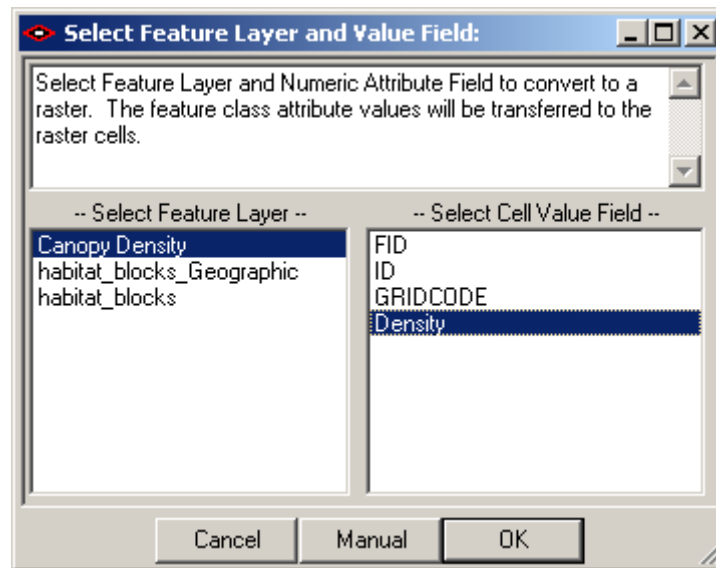 Select Feature Layer and Value Field:
Select Feature Layer and Numeric Attribute Field to convert to a
raster.  The feature class attribute values will be transferred to the
raster cells.
-- Select Feature Layer --
Canopy Density
habitat_blocks_Geographic
habitat_blocks
-- Select Cell Value Field --
FID
ID
GRIDCODE
Density
Cancel
Manual
OK